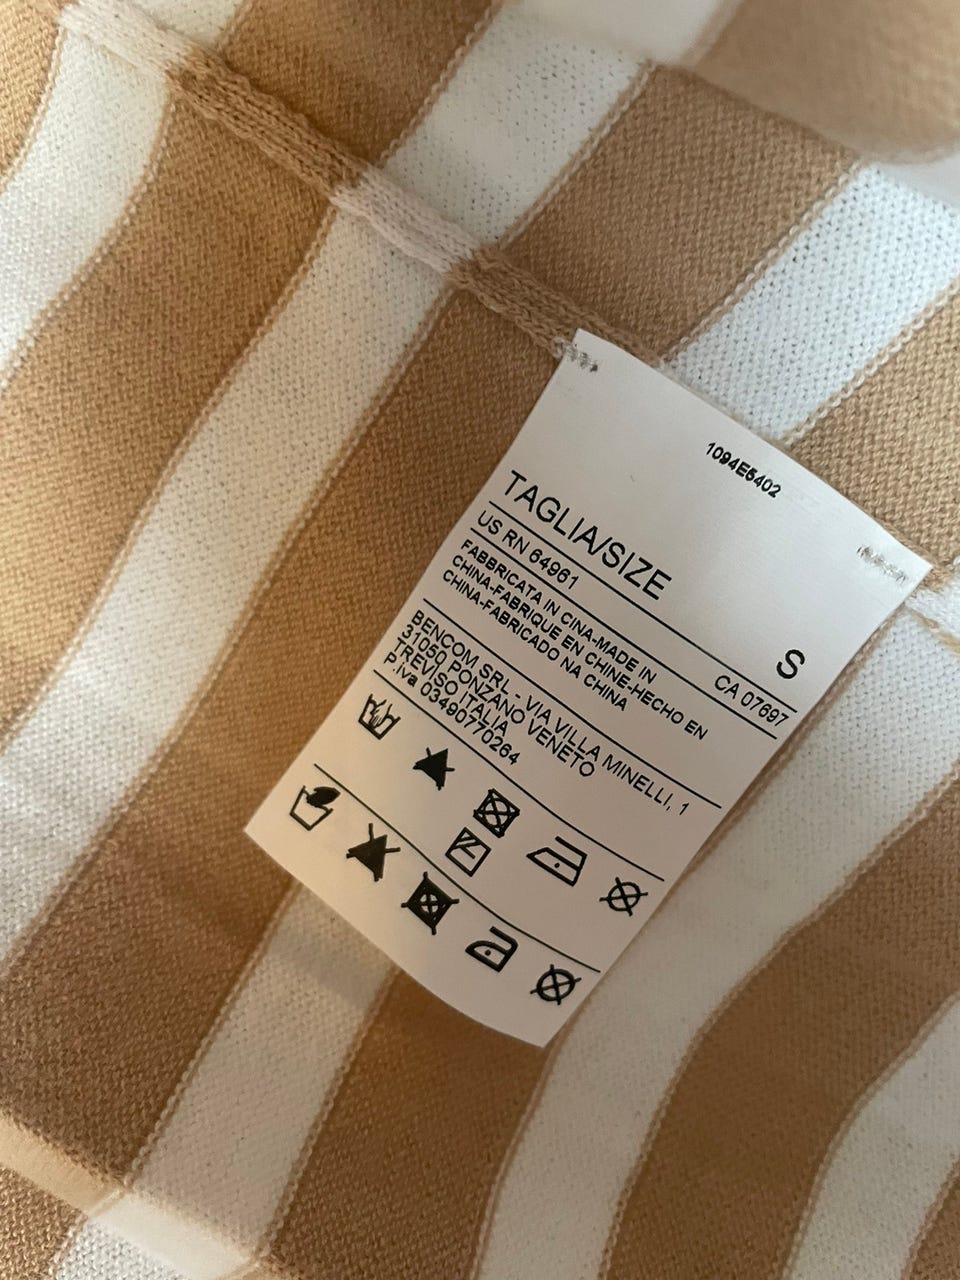 1094E5402
TAGLIA/SIZE S
US RN 64961 CA 07697
FABBRICATA IN CINA-MADE IN
CHINA-FABRIQUE EN CHINE-HECHO EN
CHINA-FABRICADO NA CHINA
BENCOM SRL - VIA VILLA MINELLI, 1
31050 PONZANO VENETO
TREVISO ITALIA
P.iva 03490770264